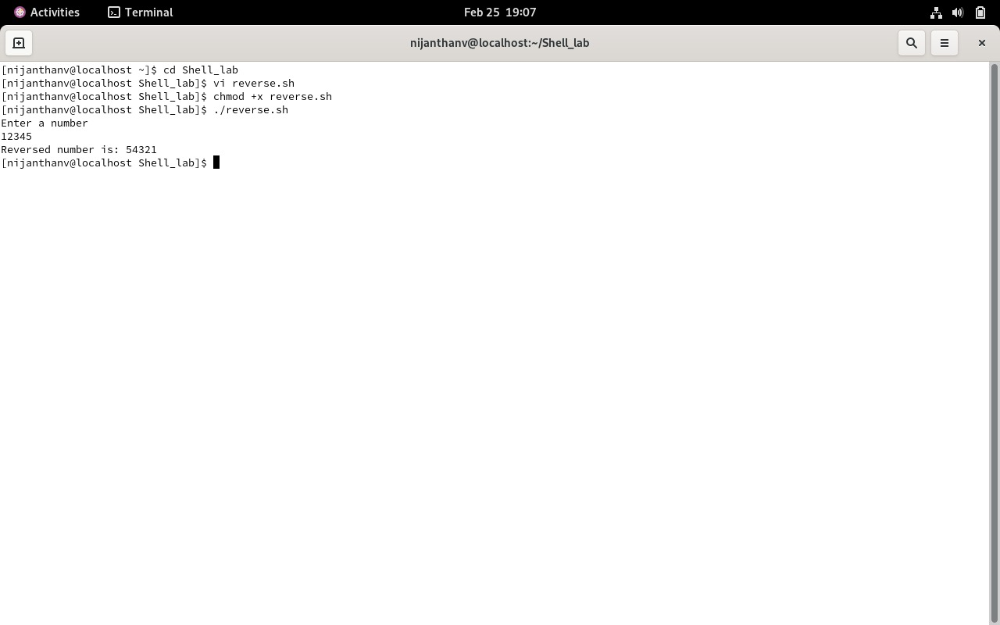 Activities Terminal Feb 25 19:07
nijanthanv@localhost:~/Shell_lab
[nijanthanv@localhost ~]$ cd Shell_lab
[nijanthanv@localhost Shell_lab]$ vi reverse.sh
[nijanthanv@localhost Shell_lab]$ chmod +x reverse.sh
[nijanthanv@localhost Shell_lab]$ ./reverse.sh
Enter a number
12345
Reversed number is: 54321
[nijanthanv@localhost Shell_lab]$